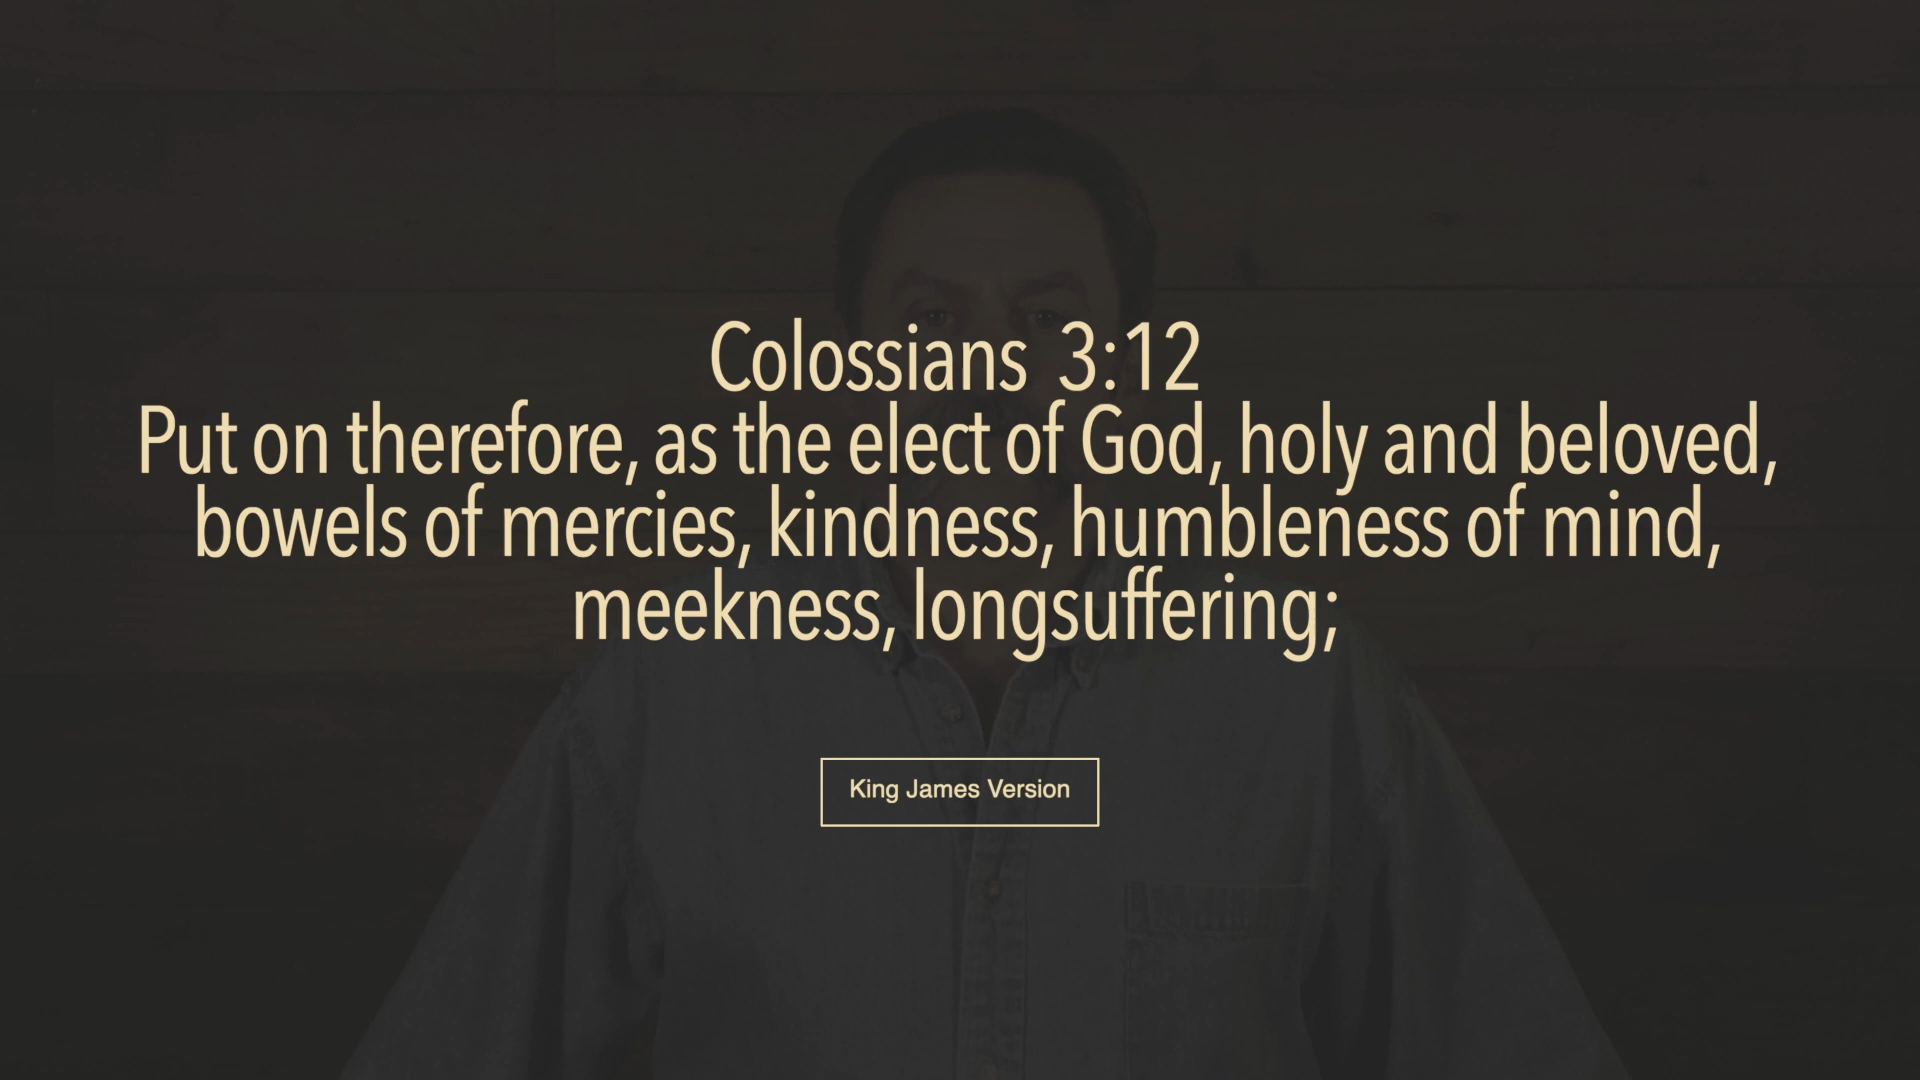 Colossians 3:12
Put on therefore, as the elect of God, holy and beloved,
bowels of mercies, kindness, humbleness of mind,
meekness, longsuffering;
King James Version